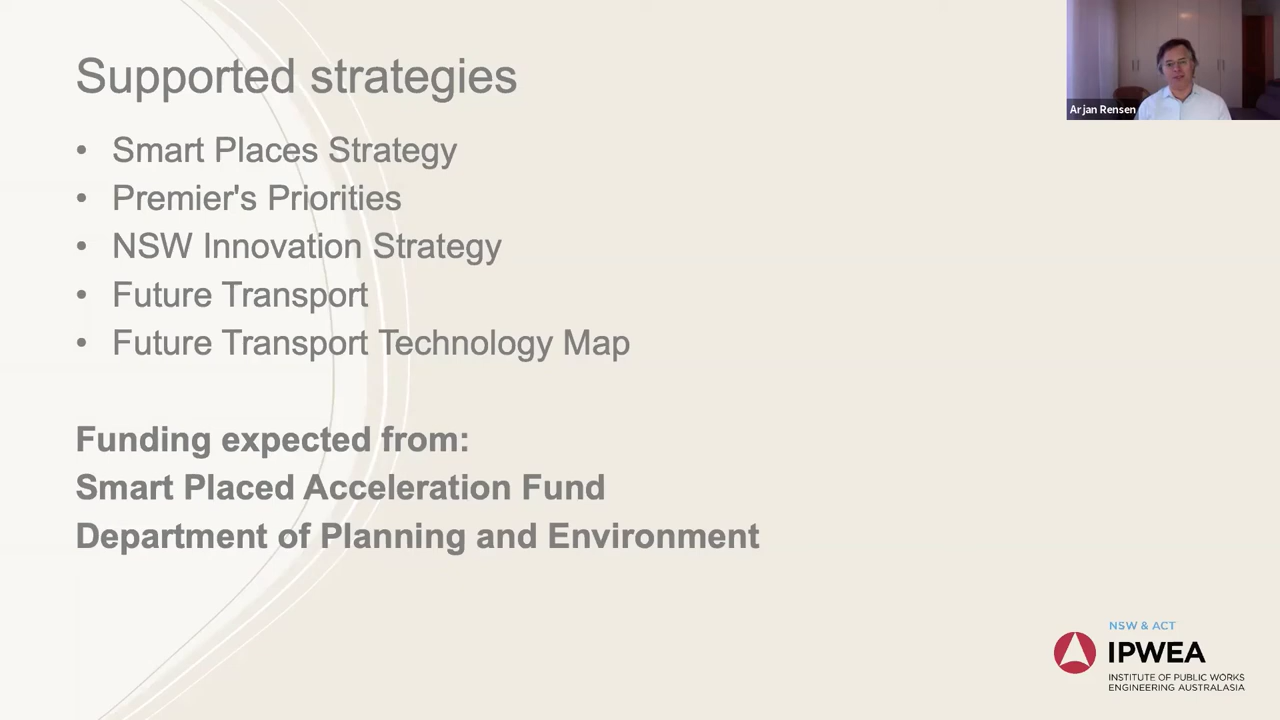 Supported strategies
• Smart Places Strategy
• Premier's Priorities
• NSW Innovation Strategy
• Future Transport
• Future Transport Technology Map
Funding expected from:
Smart Placed Acceleration Fund
Department of Planning and Environment
Arjan Rensen
NSW & ACT
IPWEA
INSTITUTE OF PUBLIC WORKS
ENGINEERING AUSTRALASIA